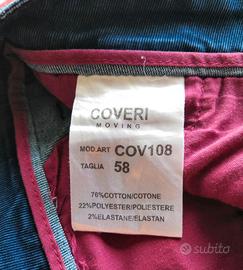 COVERI
MOVING
MOD.ART COV108
TAGLIA 58
76%COTTON/COTONE
22%POLYESTER/POLIESTERE
2%ELASTANE/ELASTAN
subito